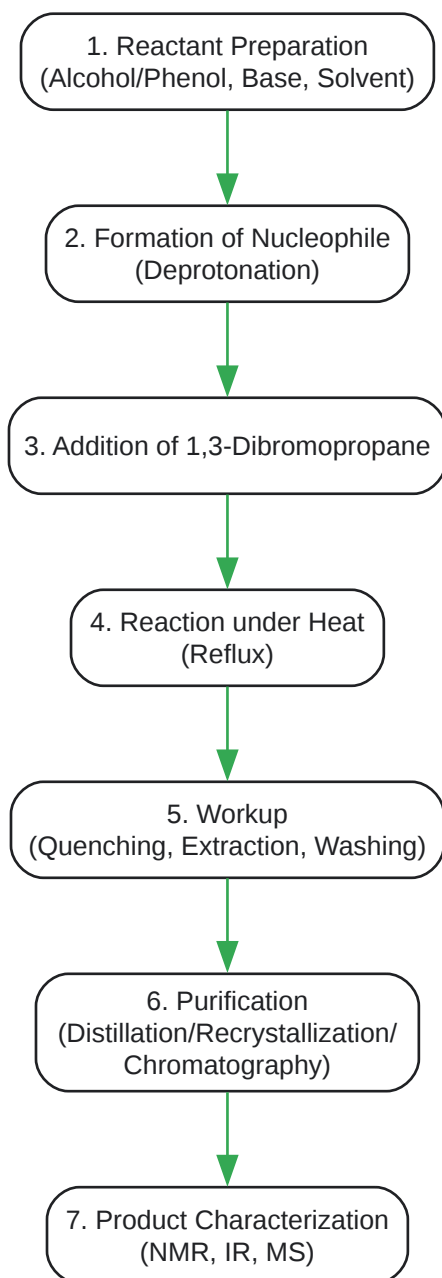 1. Reactant Preparation
(Alcohol/Phenol, Base, Solvent)
2. Formation of Nucleophile
(Deprotonation)
3. Addition of 1,3-Dibromopropane
4. Reaction under Heat
(Reflux)
5. Workup
(Quenching, Extraction, Washing)
6. Purification
(Distillation/Recrystallization/
Chromatography)
7. Product Characterization
(NMR, IR, MS)